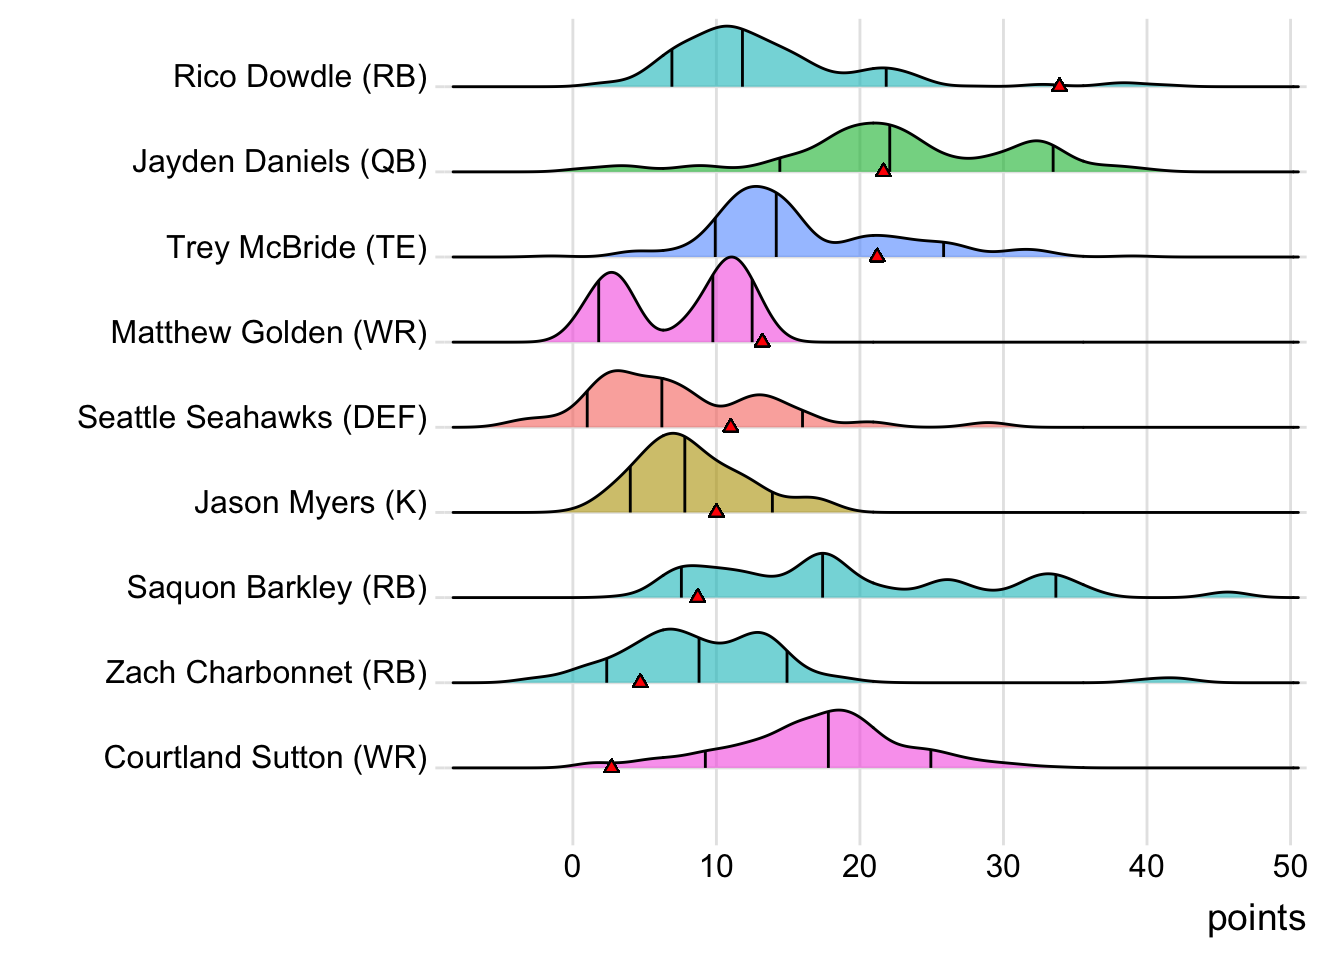 Rico Dowdle (RB)
Jayden Daniels (QB)
Trey McBride (TE)
Matthew Golden (WR)
Seattle Seahawks (DEF)
Jason Myers (K)
Saquon Barkley (RB)
Zach Charbonnet (RB)
Courtland Sutton (WR)
0 10 20 30 40 50
points